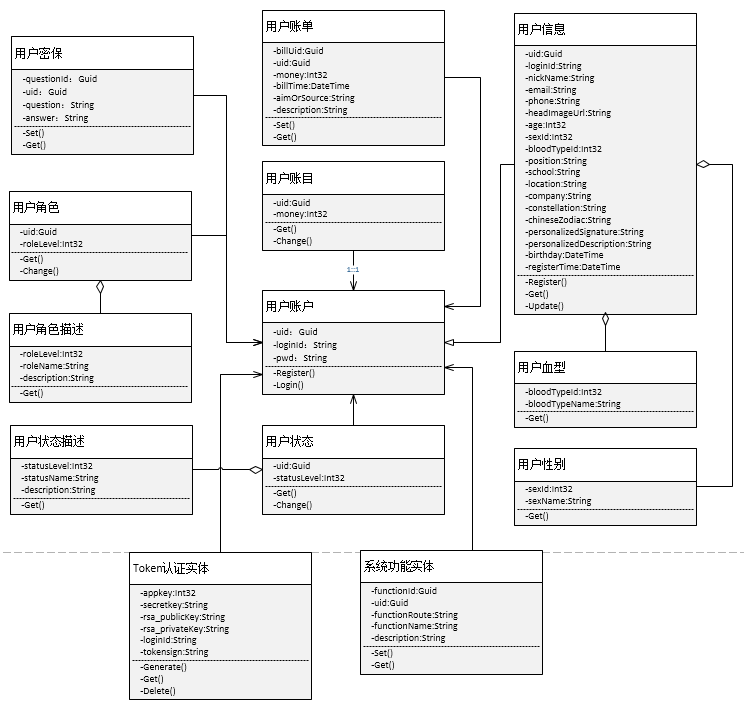 用户密保
-questionId：Guid
-uid：Guid
-question：String
-answer：String
-Set()
-Get()
用户账单
-billUid:Guid
-uid:Guid
-money:Int32
-billTime:DateTime
-aimOrSource:String
-description:String
-Set()
-Get()
用户信息
-uid:Guid
-loginId:String
-nickName:String
-email:String
-phone:String
-headImageUrl:String
-age:Int32
-sexId:Int32
-bloodTypeId:Int32
-position:String
-school:String
-location:String
-company:String
-constellation:String
-chineseZodiac:String
-personalizedSignature:String
-personalizedDescription:String
-birthday:DateTime
-registerTime:DateTime
-Register()
-Get()
-Update()
用户账目
-uid:Guid
-money:Int32
-Get()
-Change()
用户角色
-uid:Guid
-roleLevel:Int32
-Get()
-Change()
1::1
用户账户
-uid：Guid
-loginId：String
-pwd：String
-Register()
-Login()
用户角色描述
-roleLevel:Int32
-roleName:String
-description:String
-Get()
用户血型
-bloodTypeId:Int32
-bloodTypeName:String
-Get()
用户状态描述
-statusLevel:Int32
-statusName:String
-description:String
-Get()
用户状态
-uid:Guid
-statusLevel:Int32
-Get()
-Change()
用户性别
-sexId:Int32
-sexName:String
-Get()
Token认证实体
-appkey:Int32
-secretkey:String
-rsa_publicKey:String
-rsa_privateKey:String
-loginId:String
-tokensign:String
-Generate()
-Get()
-Delete()
系统功能实体
-functionId:Guid
-uid:Guid
-functionRoute:String
-functionName:String
-description:String
-Set()
-Get()